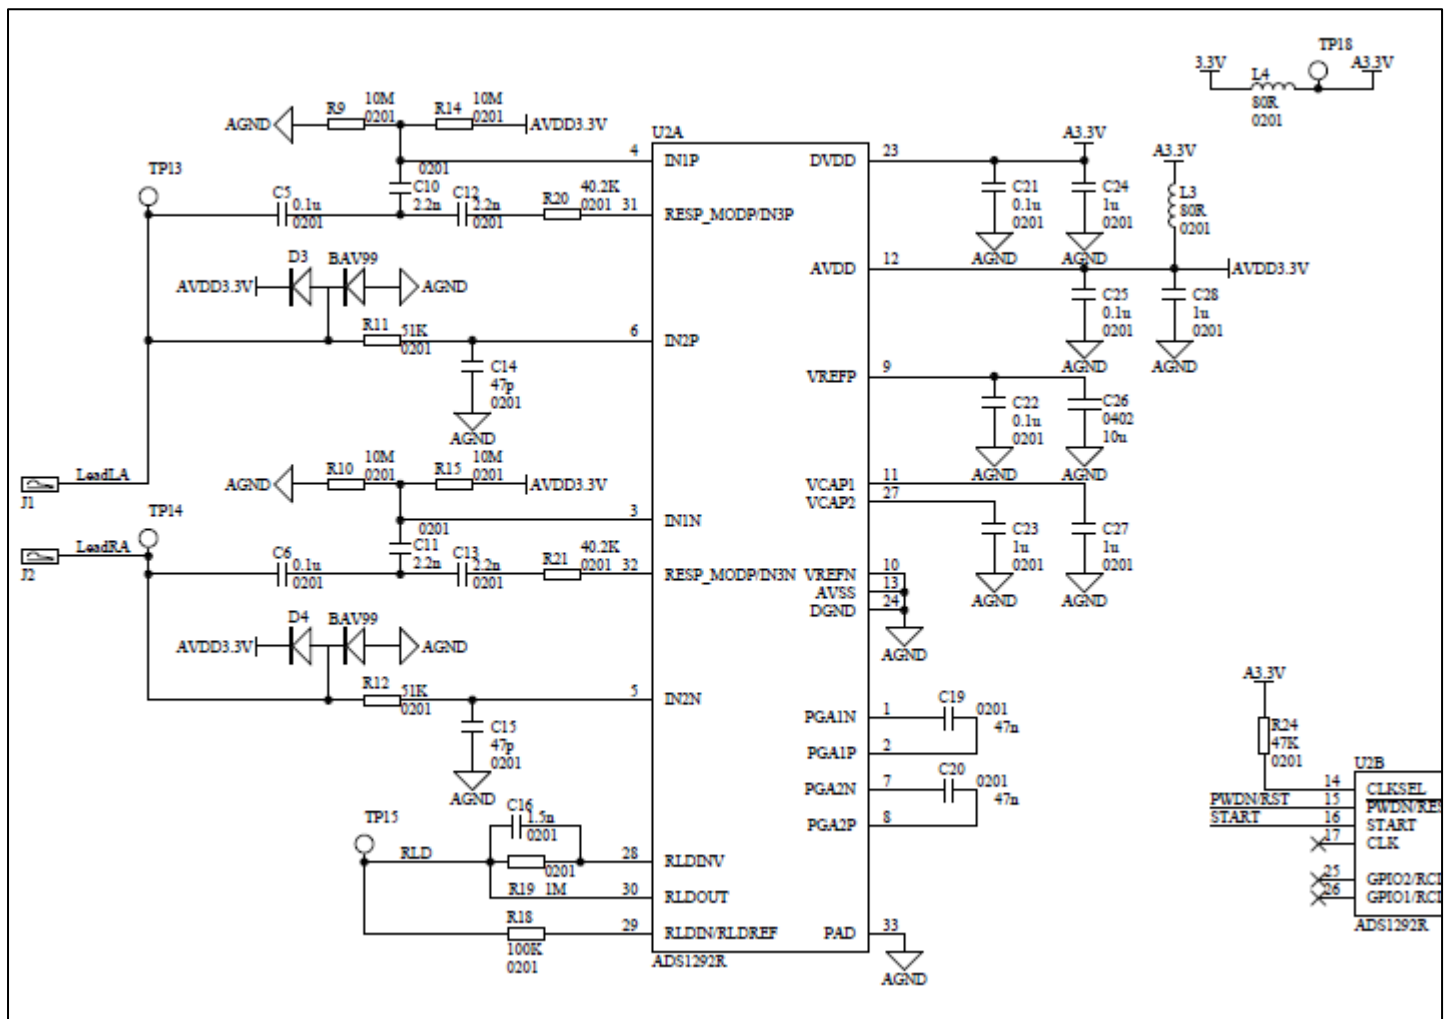 TP18
3.3V
L4
A3.3V
80R
0201
R9
10M
0201
R14
10M
0201
AGND
AVDD3.3V
U2A
4
IN1P
DVDD
23
A3.3V
A3.3V
TP13
0201
C10
2.2n
C5
0.1u
0201
C12
2.2n
0201
R20
40.2K
0201
31
RESP_MODP/IN3P
C21
0.1u
0201
C24
1u
0201
L3
80R
0201
AGND
AGND
D3
BAV99
AVDD3.3V
AGND
AVDD
12
AVDD3.3V
R11
51K
0201
6
IN2P
C25
0.1u
0201
C28
1u
0201
AGND
AGND
C14
47p
0201
AGND
VREFP
9
C22
0.1u
0201
C26
0402
10u
AGND
AGND
LeadLA
J1
AGND
R10
10M
0201
R15
10M
0201
AVDD3.3V
VCAP1
11
VCAP2
27
TP14
3
IN1N
0201
C11
2.2n
C23
1u
0201
C27
1u
0201
LeadRA
J2
C6
0.1u
0201
C13
2.2n
0201
R21
40.2K
0201
32
RESP_MODP/IN3N
VREFN
10
AVSS
13
DGND
24
AGND
AGND
AGND
D4
BAV99
AVDD3.3V
AGND
R12
51K
0201
5
IN2N
C15
47p
0201
AGND
PGA1N
1
C19
0201
47n
PGA1P
2
PGA2N
7
C20
0201
47n
PGA2P
8
A3.3V
R24
47K
0201
U2B
14
CLKSEL
PWDN/RST
15
PWDN/RES
START
16
START
17
CLK
25
GPIO2/RCL
26
GPIO1/RCL
ADS1292R
TP15
C16
1.5n
0201
RLD
28
RLDINV
0201
R19
1M
30
RLDOUT
R18
100K
0201
29
RLDIN/RLDREF
PAD
33
AGND
ADS1292R